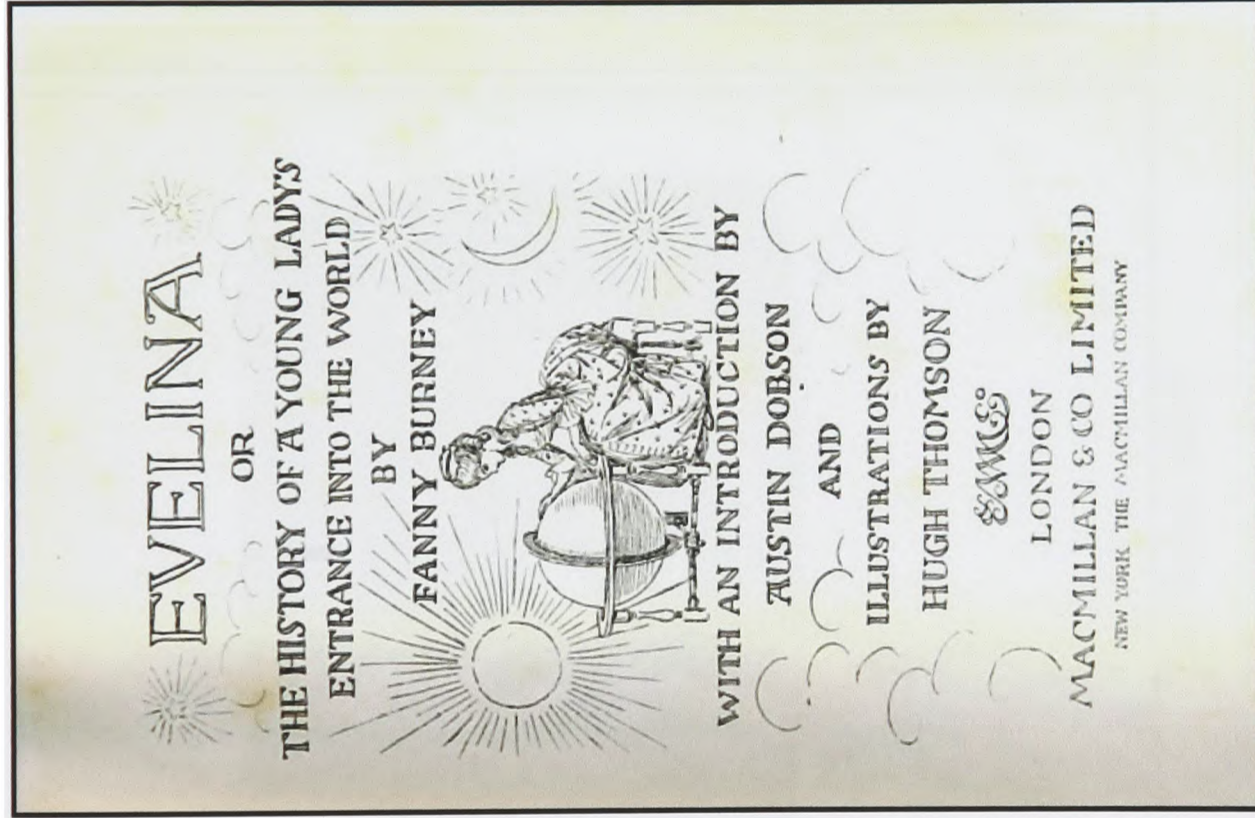 EVELINA
OR
THE HISTORY OF A YOUNG LADY'S
ENTRANCE INTO THE WORLD
BY
FANNY BURNEY
WITH AN INTRODUCTION BY
AUSTIN DOBSON
AND
ILLUSTRATIONS BY
HUGH THOMSON
LONDON
MACMILLAN & CO LIMITED
NEW YORK THE MACMILLAN COMPANY